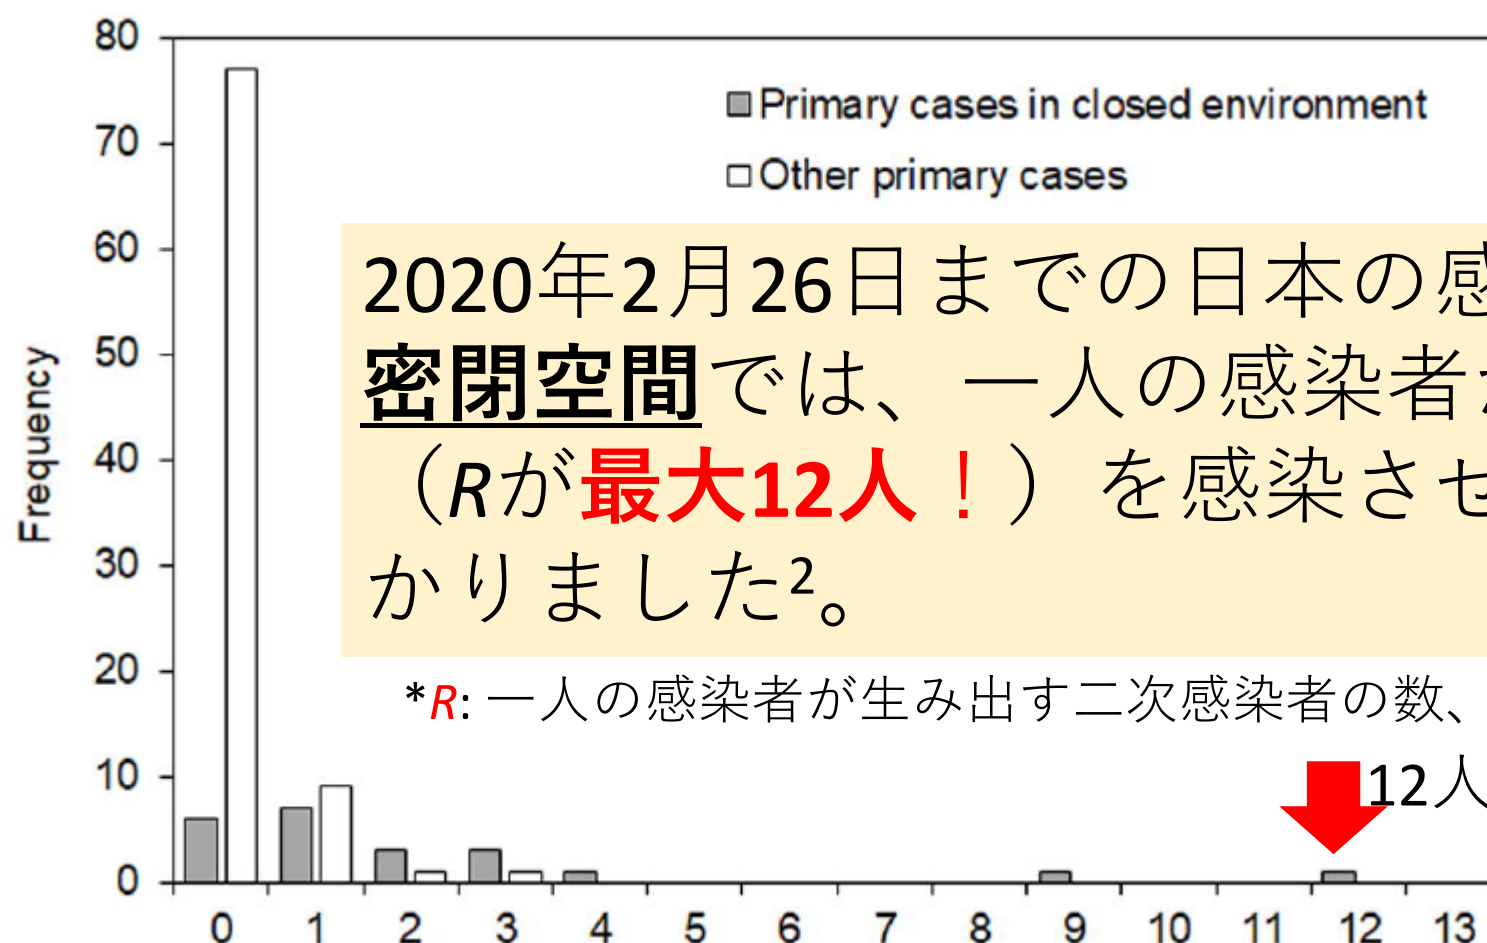 80
70
60
50
40
30
20
10
0
Frequency
Primary cases in closed environment
Other primary cases
2020年2月26日までの日本の感
密閉空間では、一人の感染者が
（Rが最大12人！）を感染させ
かりました²。
*R: 一人の感染者が生み出す二次感染者の数、
12人
0 1 2 3 4 5 6 7 8 9 10 11 12 13